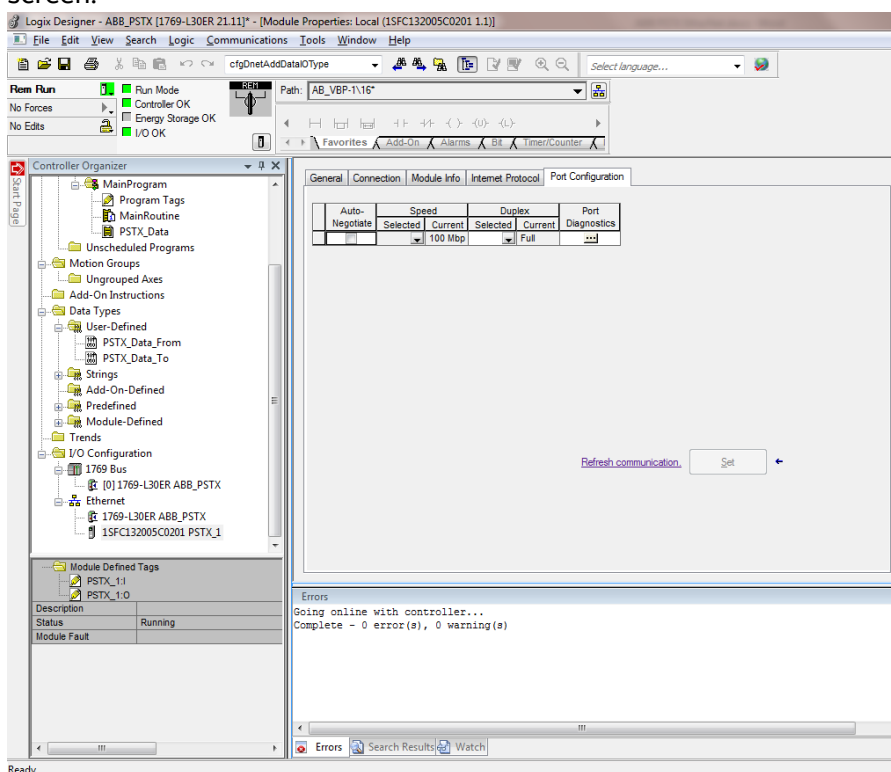 screen.
Logix Designer - ABB_PSTX [1769-L30ER 21.11]* - [Module Properties: Local (1SFC132005C0201 1.1)]
File Edit View Search Logic Communications Tools Window Help
cfgDnetAddDataIOType
Select language...
Rem Run
Run Mode
REM
Path: AB_VBP-1\16*
No Forces
Controller OK
Energy Storage OK
No Edits
I/O OK
Favorites Add-On Alarms Bit Timer/Counter
Start Page
Controller Organizer
MainProgram
Program Tags
MainRoutine
PSTX_Data
Unscheduled Programs
Motion Groups
Ungrouped Axes
Add-On Instructions
Data Types
User-Defined
PSTX_Data_From
PSTX_Data_To
Strings
Add-On-Defined
Predefined
Module-Defined
Trends
I/O Configuration
1769 Bus
[0] 1769-L30ER ABB_PSTX
Ethernet
1769-L30ER ABB_PSTX
1SFC132005C0201 PSTX_1
Module Defined Tags
PSTX_1:I
PSTX_1:O
Description
Status Running
Module Fault
General Connection Module Info Internet Protocol Port Configuration
Auto-Negotiate Speed Duplex Port Diagnostics
Selected Current Selected Current
100 Mbp Full ...
Refresh communication. Set
Errors
Going online with controller...
Complete - 0 error(s), 0 warning(s)
Errors Search Results Watch
Ready